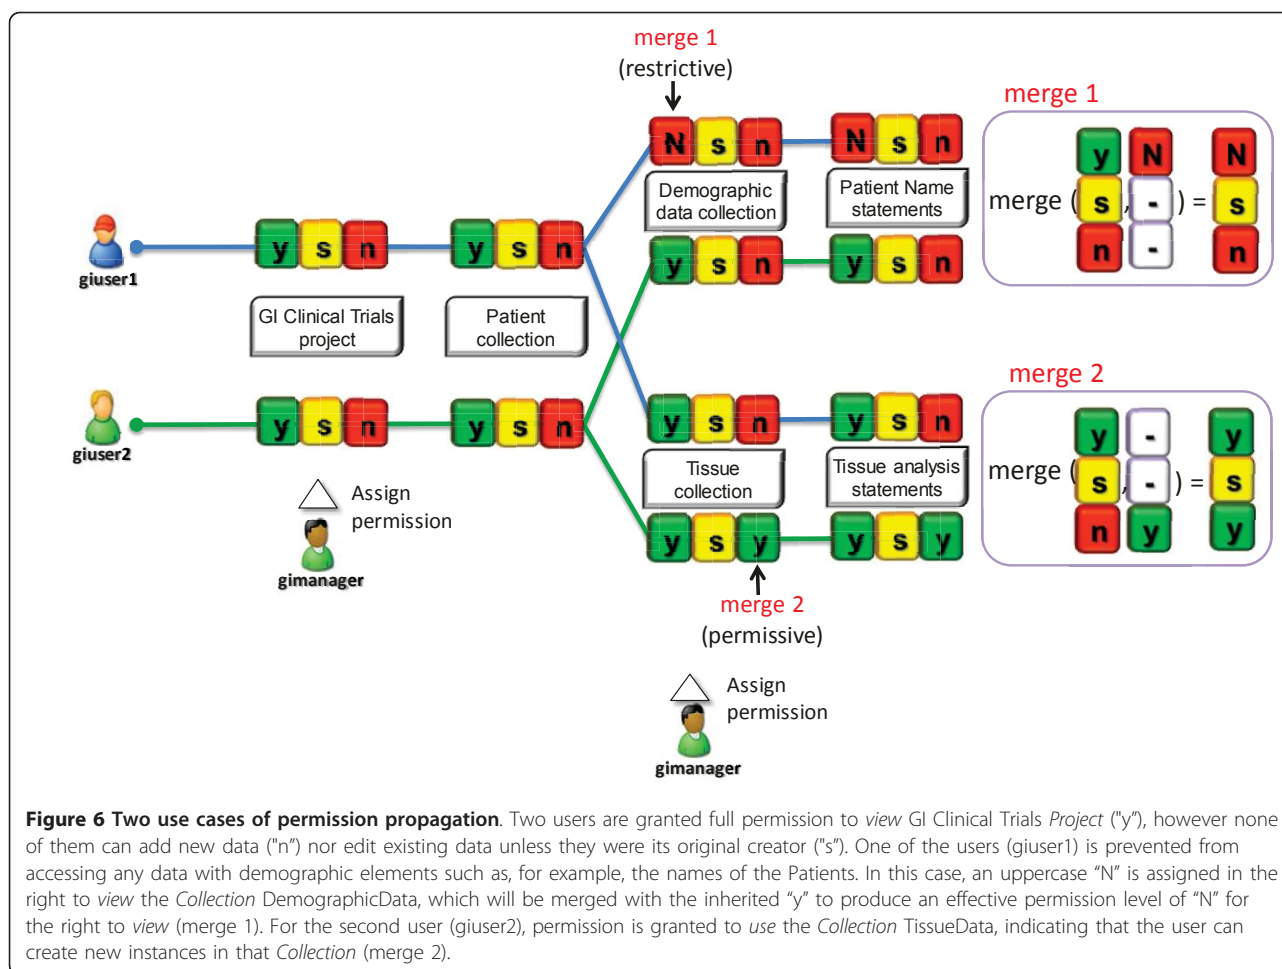 merge 1
(restrictive)
merge 1
N s n
N s n
y N N
Demographic
data collection
Patient Name
statements
merge ( s , - ) = s
n - n
giuser1
y s n
y s n
y s n
y s n
GI Clinical Trials
project
Patient
collection
merge 2
giuser2
y s n
y s n
y s n
y s n
y - y
Tissue
collection
Tissue analysis
statements
merge ( s , - ) = s
n y y
Assign
permission
gimanager
y s y
y s y
merge 2
(permissive)
Assign
permission
gimanager
Figure 6 Two use cases of permission propagation. Two users are granted full permission to view GI Clinical Trials Project ("y"), however none
of them can add new data ("n") nor edit existing data unless they were its original creator ("s"). One of the users (giuser1) is prevented from
accessing any data with demographic elements such as, for example, the names of the Patients. In this case, an uppercase “N” is assigned in the
right to view the Collection DemographicData, which will be merged with the inherited “y” to produce an effective permission level of “N” for
the right to view (merge 1). For the second user (giuser2), permission is granted to use the Collection TissueData, indicating that the user can
create new instances in that Collection (merge 2).